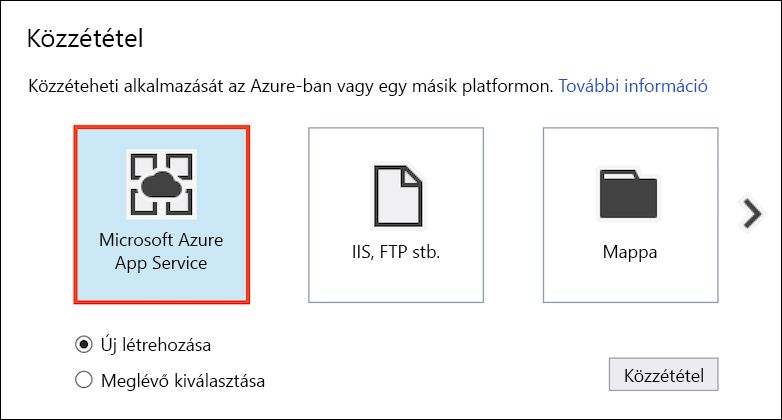 Közzététel
Közzéteheti alkalmazását az Azure-ban vagy egy másik platformon. További információ
Microsoft Azure
App Service
IIS, FTP stb.
Mappa
Új létrehozása
Meglévő kiválasztása
Közzététel